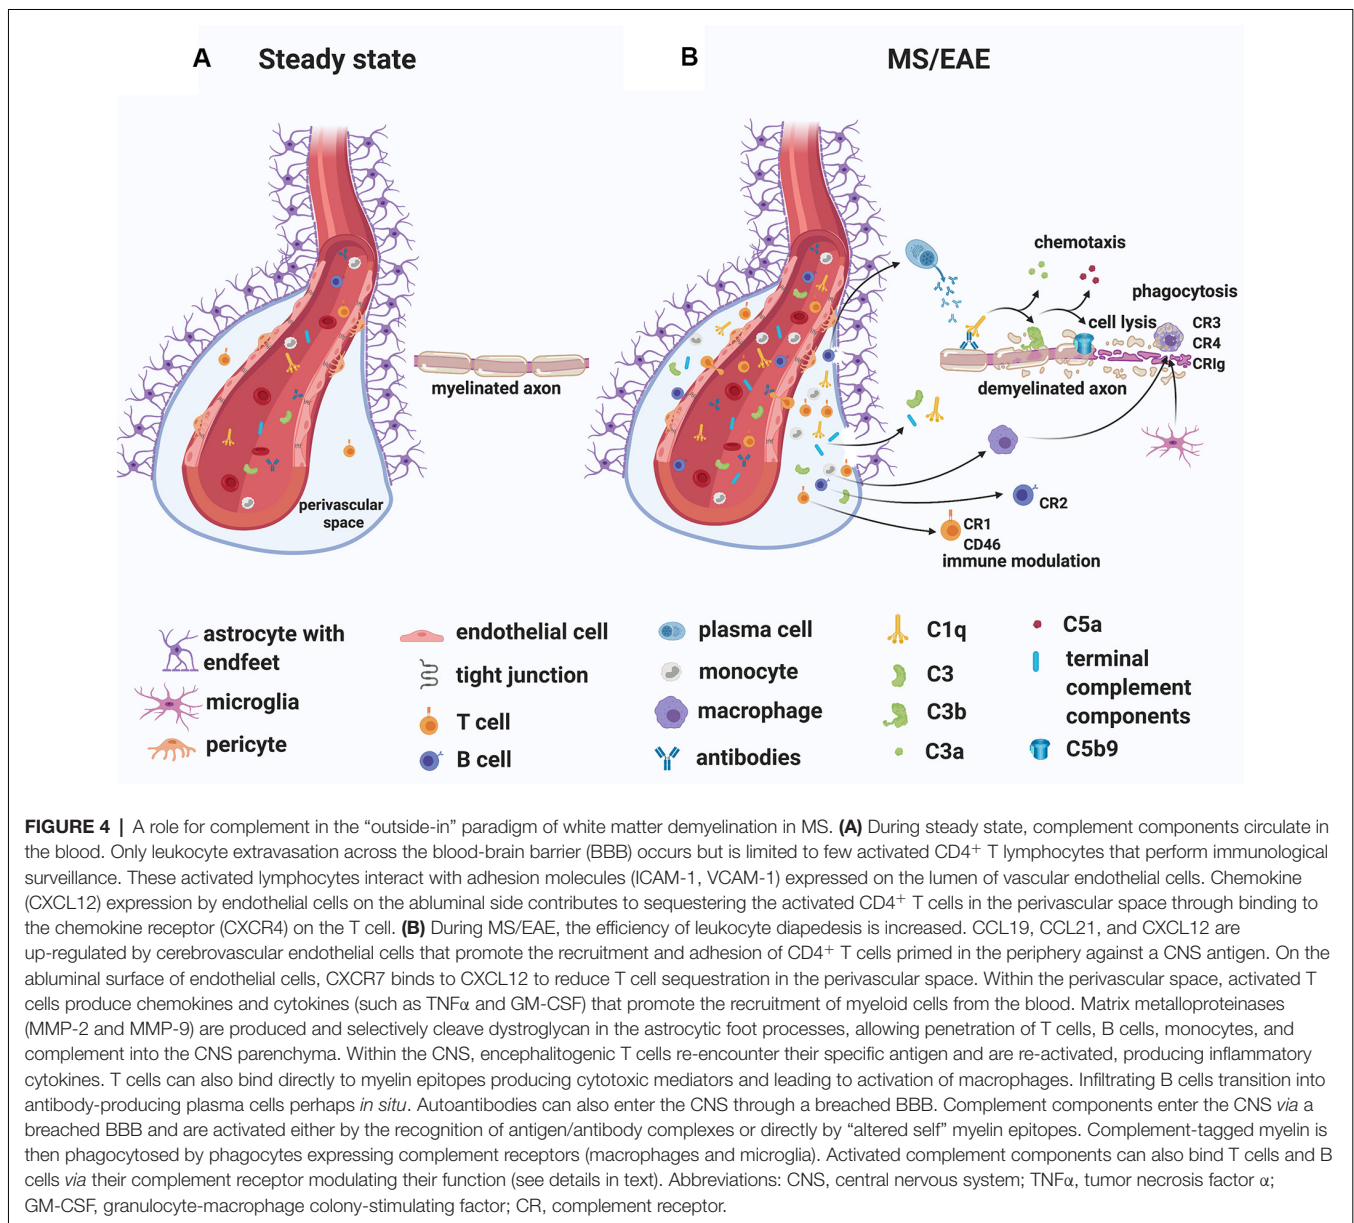 A
Steady state
B
MS/EAE
myelinated axon
perivascular
space
chemotaxis
phagocytosis
cell lysis
CR3
CR4
CRIg
demyelinated axon
CR2
CR1
CD46
immune modulation
astrocyte with
endfeet
microglia
pericyte
endothelial cell
tight junction
T cell
B cell
plasma cell
monocyte
macrophage
antibodies
C1q
C3
C3b
C3a
C5a
terminal
complement
components
C5b9
FIGURE 4 | A role for complement in the “outside-in” paradigm of white matter demyelination in MS. (A) During steady state, complement components circulate in
the blood. Only leukocyte extravasation across the blood-brain barrier (BBB) occurs but is limited to few activated CD4⁺ T lymphocytes that perform immunological
surveillance. These activated lymphocytes interact with adhesion molecules (ICAM-1, VCAM-1) expressed on the lumen of vascular endothelial cells. Chemokine
(CXCL12) expression by endothelial cells on the abluminal side contributes to sequestering the activated CD4⁺ T cells in the perivascular space through binding to
the chemokine receptor (CXCR4) on the T cell. (B) During MS/EAE, the efficiency of leukocyte diapedesis is increased. CCL19, CCL21, and CXCL12 are
up-regulated by cerebrovascular endothelial cells that promote the recruitment and adhesion of CD4⁺ T cells primed in the periphery against a CNS antigen. On the
abluminal surface of endothelial cells, CXCR7 binds to CXCL12 to reduce T cell sequestration in the perivascular space. Within the perivascular space, activated T
cells produce chemokines and cytokines (such as TNFα and GM-CSF) that promote the recruitment of myeloid cells from the blood. Matrix metalloproteinases
(MMP-2 and MMP-9) are produced and selectively cleave dystroglycan in the astrocytic foot processes, allowing penetration of T cells, B cells, monocytes, and
complement into the CNS parenchyma. Within the CNS, encephalitogenic T cells re-encounter their specific antigen and are re-activated, producing inflammatory
cytokines. T cells can also bind directly to myelin epitopes producing cytotoxic mediators and leading to activation of macrophages. Infiltrating B cells transition into
antibody-producing plasma cells perhaps in situ. Autoantibodies can also enter the CNS through a breached BBB. Complement components enter the CNS via a
breached BBB and are activated either by the recognition of antigen/antibody complexes or directly by “altered self” myelin epitopes. Complement-tagged myelin is
then phagocytosed by phagocytes expressing complement receptors (macrophages and microglia). Activated complement components can also bind T cells and B
cells via their complement receptor modulating their function (see details in text). Abbreviations: CNS, central nervous system; TNFα, tumor necrosis factor α;
GM-CSF, granulocyte-macrophage colony-stimulating factor; CR, complement receptor.